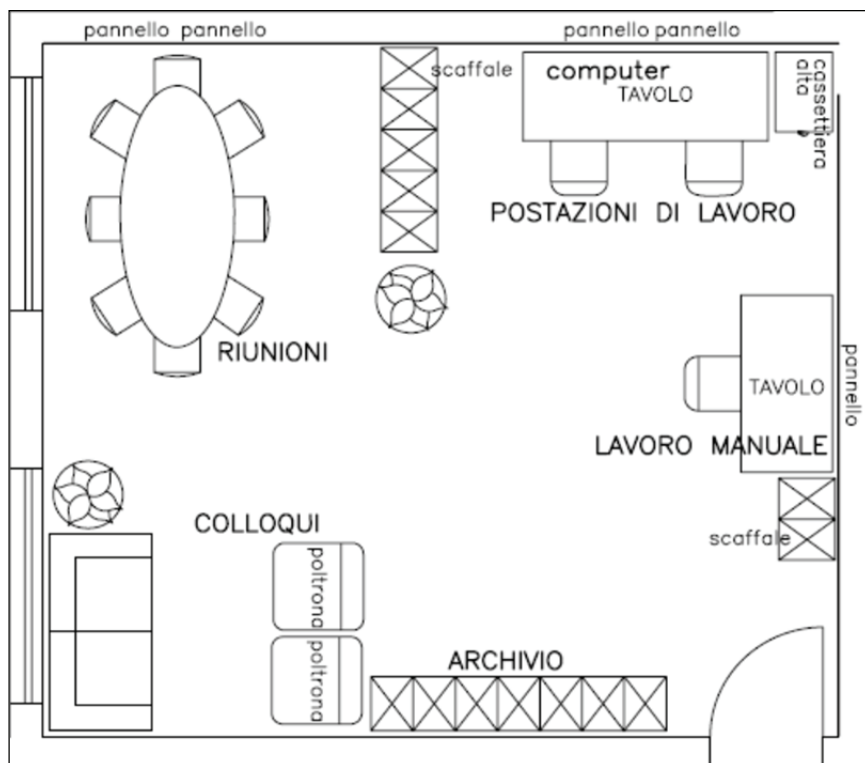 pannello pannello
pannello pannello
scaffale
computer
TAVOLO
cassettiera
alta
POSTAZIONI DI LAVORO
RIUNIONI
pannello
TAVOLO
LAVORO MANUALE
COLLOQUI
scaffale
poltrona
poltrona
ARCHIVIO